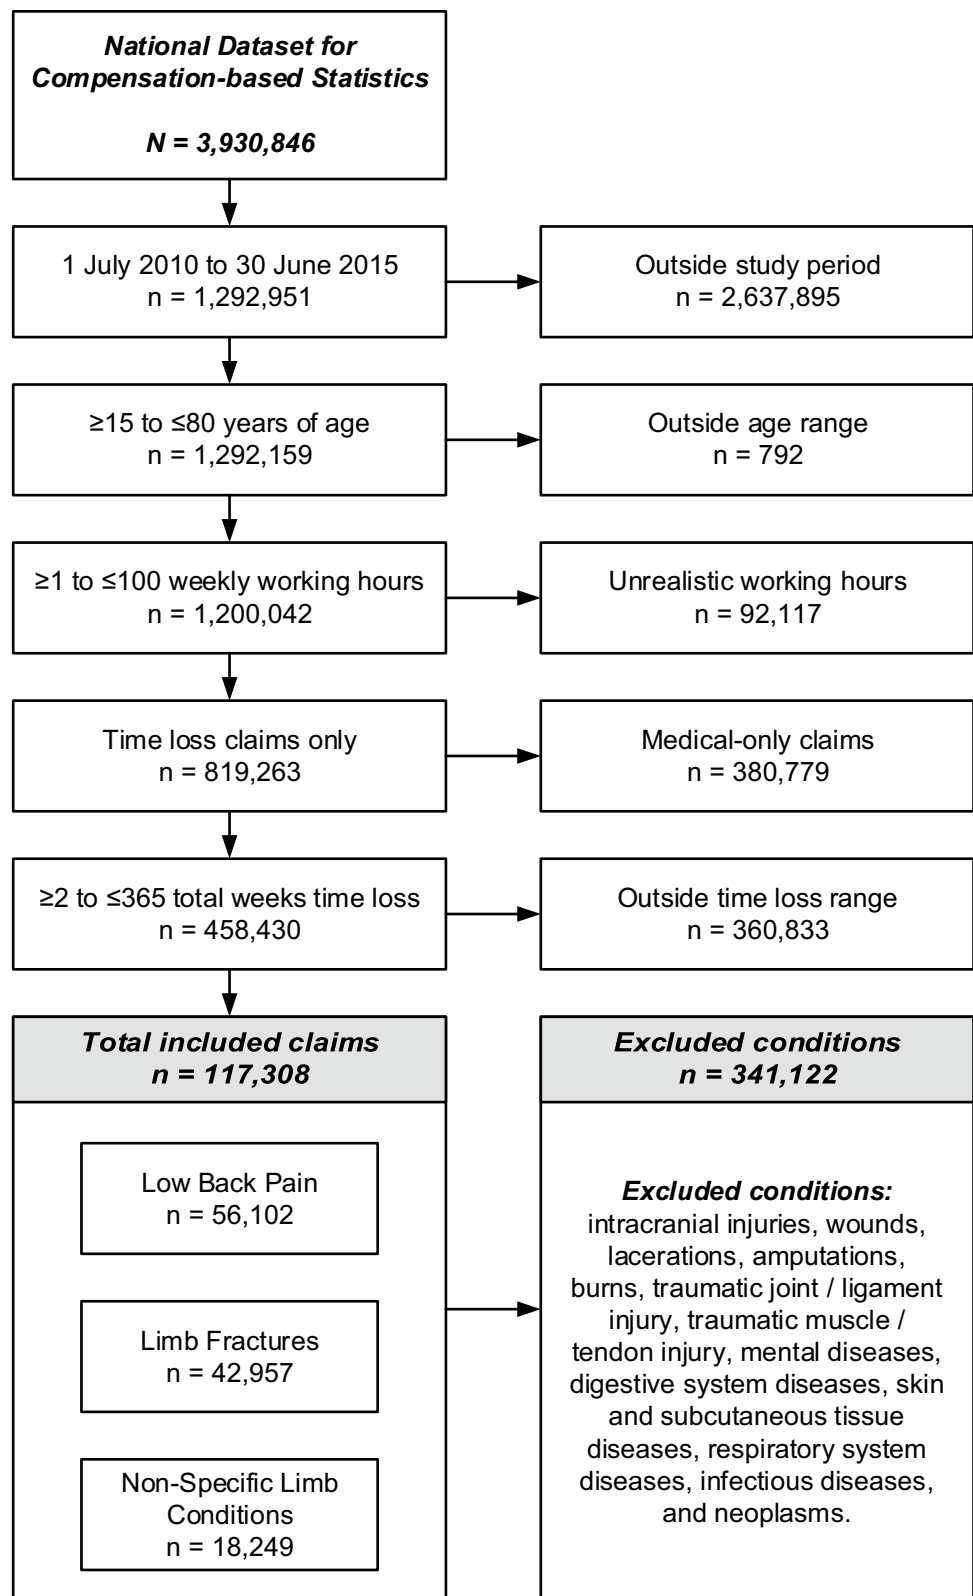 National Dataset for
Compensation-based Statistics
N = 3,930,846
1 July 2010 to 30 June 2015
n = 1,292,951
Outside study period
n = 2,637,895
≥15 to ≤80 years of age
n = 1,292,159
Outside age range
n = 792
≥1 to ≤100 weekly working hours
n = 1,200,042
Unrealistic working hours
n = 92,117
Time loss claims only
n = 819,263
Medical-only claims
n = 380,779
≥2 to ≤365 total weeks time loss
n = 458,430
Outside time loss range
n = 360,833
Total included claims
n = 117,308
Low Back Pain
n = 56,102
Limb Fractures
n = 42,957
Non-Specific Limb
Conditions
n = 18,249
Excluded conditions
n = 341,122
Excluded conditions:
intracranial injuries, wounds,
lacerations, amputations,
burns, traumatic joint / ligament
injury, traumatic muscle /
tendon injury, mental diseases,
digestive system diseases, skin
and subcutaneous tissue
diseases, respiratory system
diseases, infectious diseases,
and neoplasms.